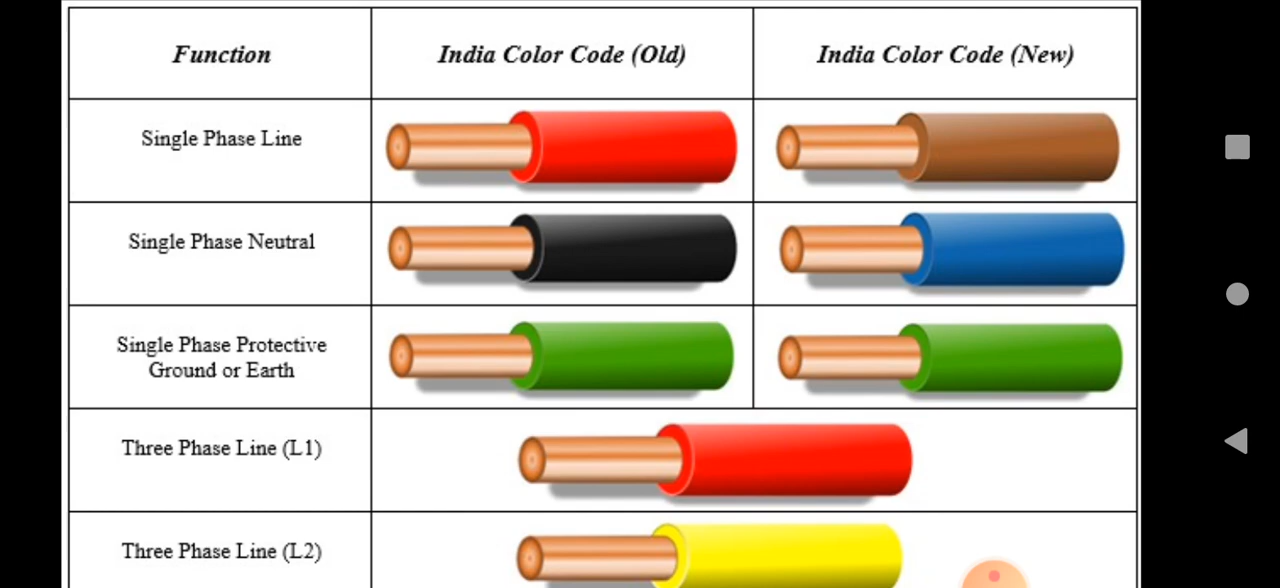 Function
India Color Code (Old)
India Color Code (New)
Single Phase Line
Single Phase Neutral
Single Phase Protective
Ground or Earth
Three Phase Line (L1)
Three Phase Line (L2)